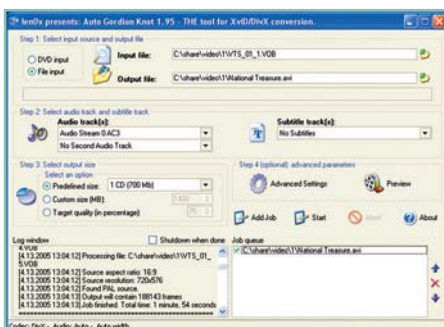 len0x presents: Auto Gordian Knot 1.95 - THE tool for XviD/DivX conversion.
Step 1: Select input source and output file
DVD input
File input
Input file:
C:\share\video\1\VTS_01_1.VOB
Output file:
C:\share\video\1\National Treasure.avi
Step 2: Select audio track and subtitle track
Audio track(s):
Audio Stream 0 AC3
No Second Audio Track
Subtitle track(s):
No Subtitles
Step 3: Select output size
Select an option
Predefined size:
1 CD (700 Mb)
Custom size (MB):
1400
Target quality (in percentage):
75
Step 4 (optional): advanced parameters
Advanced Settings
Preview
Add Job
Start
Abort
About
Log window
Shutdown when done
Job queue
4.VOB
[4.13.2005 13:04:12] Processing file: C:\share\video\1\VTS_01_
5.VOB
[4.13.2005 13:04:12] Source aspect ratio: 16:9
[4.13.2005 13:04:12] Source resolution: 720x576
[4.13.2005 13:04:12] Found PAL source.
[4.13.2005 13:04:13] Output will contain 188143 frames
[4.13.2005 13:04:13] Job finished. Total time: 1 minute, 54 seconds
C:\share\video\1\National Treasure.avi
Codec: DivX - Audio: Auto - Auto width